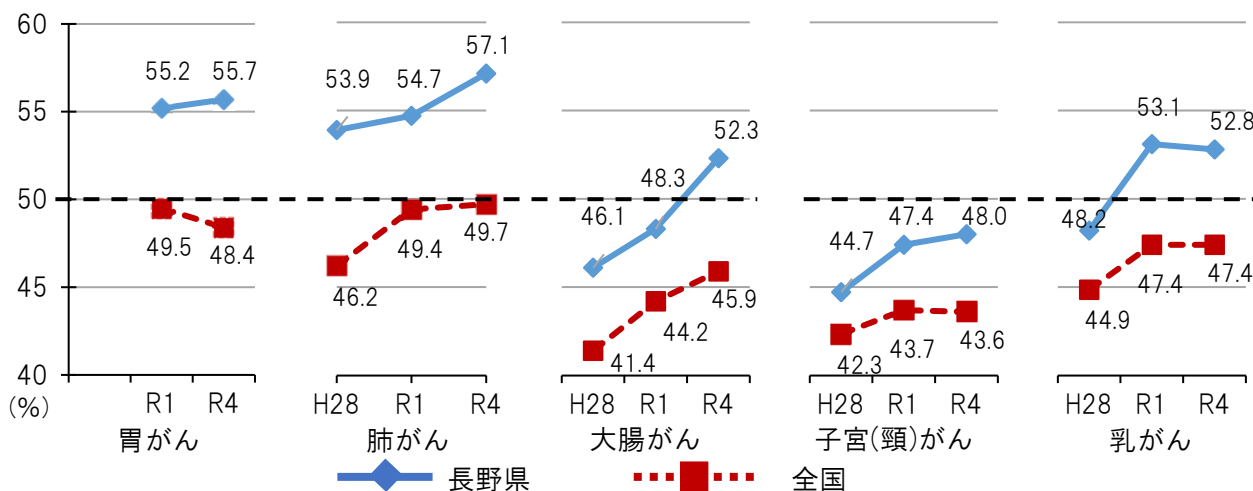 60
55
50
45
40
(%)
55.2 55.7
49.5 48.4
R1 R4
胃がん
53.9 54.7 57.1
46.2 49.4 49.7
H28 R1 R4
肺がん
46.1 48.3 52.3
41.4 44.2 45.9
H28 R1 R4
大腸がん
44.7 47.4 48.0
42.3 43.7 43.6
H28 R1 R4
子宮(頸)がん
48.2 53.1 52.8
44.9 47.4 47.4
H28 R1 R4
乳がん
長野県 全国